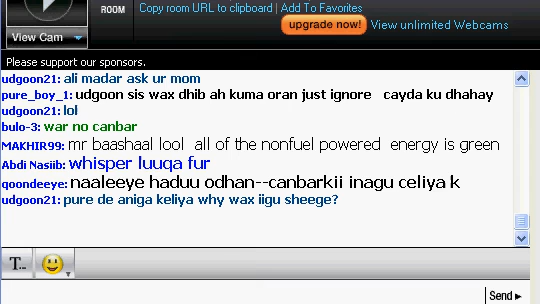 ROOM
Copy room URL to clipboard | Add To Favorites
upgrade now! View unlimited Webcams
View Cam
Please support our sponsors.
udgoon21: ali madar ask ur mom
pure_boy_1: udgoon sis wax dhib ah kuma oran just ignore cayda ku dhahay
udgoon21: lol
bulo-3: war no canbar
MAKHIR99: mr baashaal lool all of the nonfuel powered energy is green
Abdi Nasiib: whisper luuqa fur
qoondeeye: naaleeye haduu odhan--canbarkii inagu celiya k
udgoon21: pure de aniga keliya why wax iigu sheege?
T...
Send